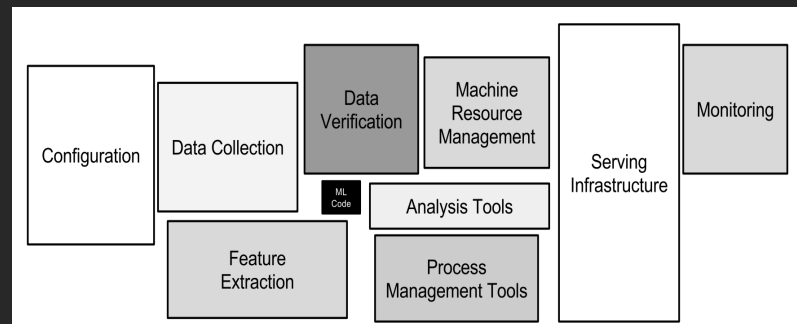 Configuration
Data Collection
Data
Verification
Machine
Resource
Management
Serving
Infrastructure
Monitoring
ML
Code
Analysis Tools
Feature
Extraction
Process
Management Tools